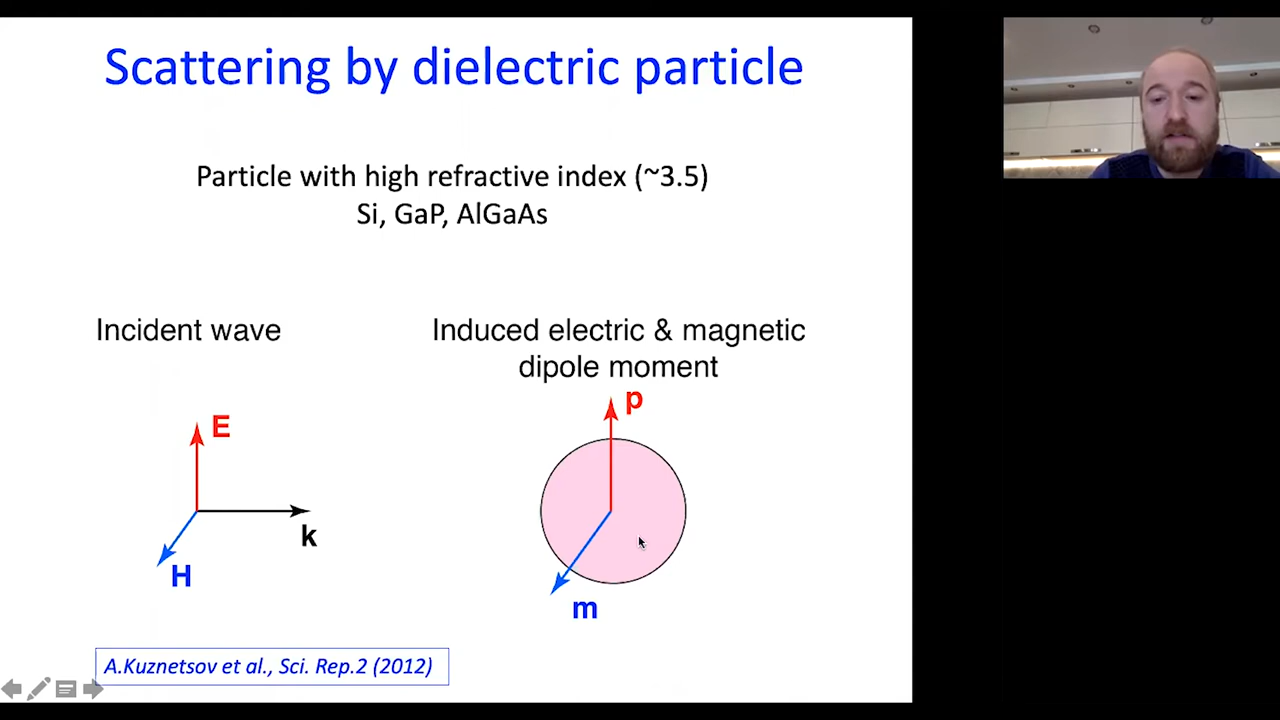 Scattering by dielectric particle
Particle with high refractive index (~3.5)
Si, GaP, AlGaAs
Incident wave
Induced electric & magnetic
dipole moment
E
k
H
p
m
A.Kuznetsov et al., Sci. Rep.2 (2012)